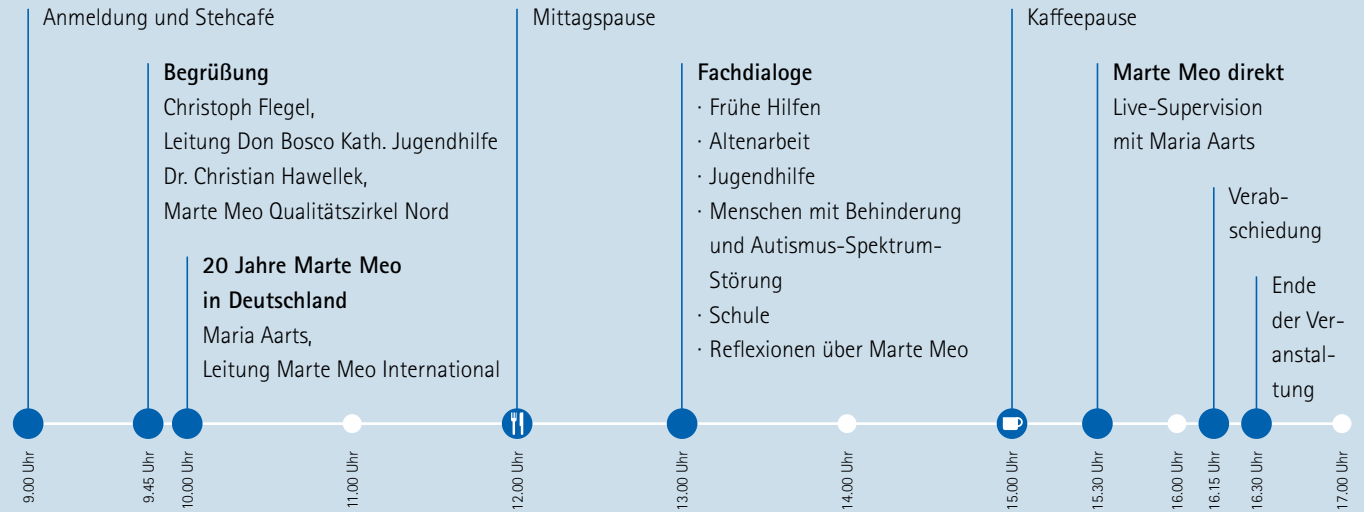 Anmeldung und Stehcafé
Begrüßung
Christoph Flegel,
Leitung Don Bosco Kath. Jugendhilfe
Dr. Christian Hawellek,
Marte Meo Qualitätszirkel Nord
20 Jahre Marte Meo
in Deutschland
Maria Aarts,
Leitung Marte Meo International
Mittagspause
Fachdialoge
· Frühe Hilfen
· Altenarbeit
· Jugendhilfe
· Menschen mit Behinderung
und Autismus-Spektrum-
Störung
· Schule
· Reflexionen über Marte Meo
Kaffeepause
Marte Meo direkt
Live-Supervision
mit Maria Aarts
Verab-
schiedung
Ende
der Ver-
anstal-
tung
9.00 Uhr
9.45 Uhr
10.00 Uhr
11.00 Uhr
12.00 Uhr
13.00 Uhr
14.00 Uhr
15.00 Uhr
15.30 Uhr
16.00 Uhr
16.15 Uhr
16.30 Uhr
17.00 Uhr